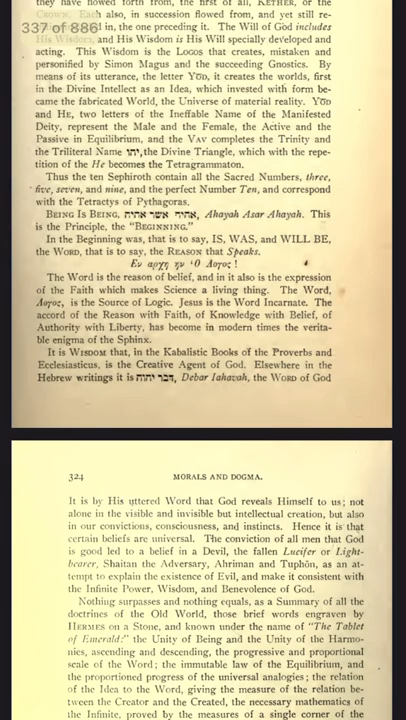 they have flowed forth from, the first of all, KETHER, or the
Crown. Each also, in succession flowed from, and yet still re-
337 of 886
in, the one preceding it. The Will of God includes
His Wisdom, and His Wisdom is His Will specially developed and
acting. This Wisdom is the LOGOS that creates, mistaken and
personified by Simon Magus and the succeeding Gnostics. By
means of its utterance, the letter YŌD, it creates the worlds, first
in the Divine Intellect as an Idea, which invested with form be-
came the fabricated World, the Universe of material reality. YŌD
and HE, two letters of the Ineffable Name of the Manifested
Deity, represent the Male and the Female, the Active and the
Passive in Equilibrium, and the VAV completes the Trinity and
the Triliteral Name יהו, the Divine Triangle, which with the repe-
tition of the He becomes the Tetragrammaton.
Thus the ten Sephiroth contain all the Sacred Numbers, three,
five, seven, and nine, and the perfect Number Ten, and correspond
with the Tetractys of Pythagoras.
BEING IS BEING, אהיה אשר אהיה, Ahayah Asar Ahayah. This
is the Principle, the “BEGINNING.”
In the Beginning was, that is to say, IS, WAS, and WILL BE,
the WORD, that is to say, the REASON that Speaks.
Εν αρχη ην ‘Ο Λογος !
The Word is the reason of belief, and in it also is the expression
of the Faith which makes Science a living thing. The Word,
Λογος, is the Source of Logic. Jesus is the Word Incarnate. The
accord of the Reason with Faith, of Knowledge with Belief, of
Authority with Liberty, has become in modern times the verita-
ble enigma of the Sphinx.
It is WISDOM that, in the Kabalistic Books of the Proverbs and
Ecclesiasticus, is the Creative Agent of God. Elsewhere in the
Hebrew writings it is דבר יהוה, Debar Iahavah, the WORD of God
324 MORALS AND DOGMA.
It is by His uttered Word that God reveals Himself to us; not
alone in the visible and invisible but intellectual creation, but also
in our convictions, consciousness, and instincts. Hence it is that
certain beliefs are universal. The conviction of all men that God
is good led to a belief in a Devil, the fallen Lucifer or Light-
bearer, Shaitan the Adversary, Ahriman and Tuphōn, as an at-
tempt to explain the existence of Evil, and make it consistent with
the Infinite Power, Wisdom, and Benevolence of God.
Nothing surpasses and nothing equals, as a Summary of all the
doctrines of the Old World, those brief words engraven by
HERMES on a Stone, and known under the name of “The Tablet
of Emerald:” the Unity of Being and the Unity of the Harmo-
nies, ascending and descending, the progressive and proportional
scale of the Word; the immutable law of the Equilibrium, and
the proportioned progress of the universal analogies; the relation
of the Idea to the Word, giving the measure of the relation be-
tween the Creator and the Created, the necessary mathematics of
the Infinite, proved by the measures of a single corner of the